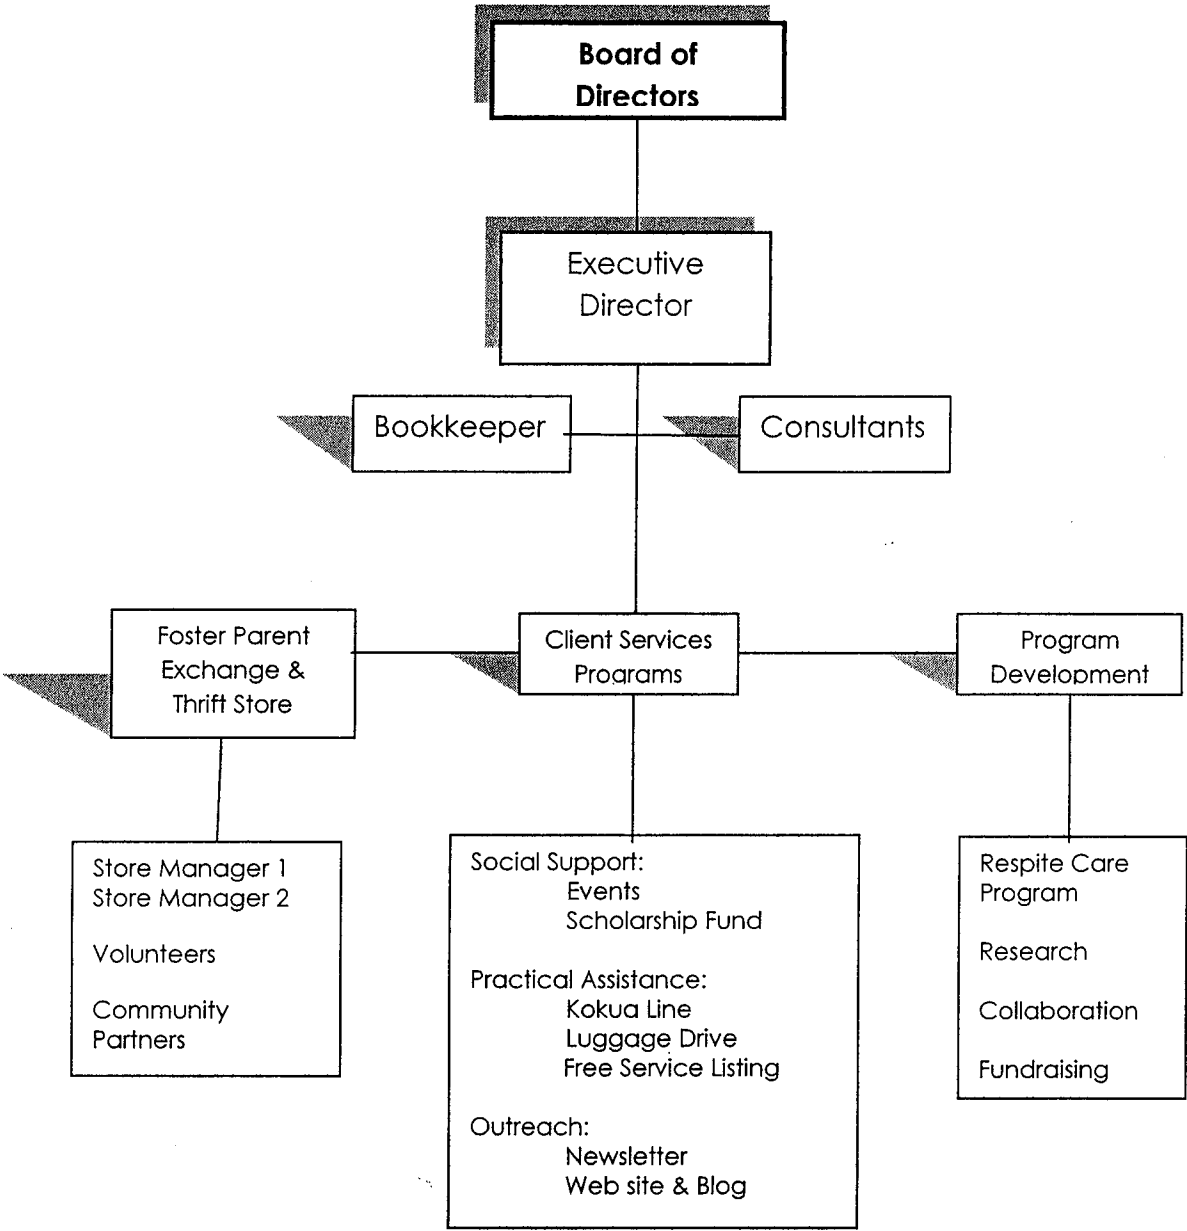 Board of
Directors
Executive
Director
Bookkeeper
Consultants
Foster Parent
Exchange &
Thrift Store
Client Services
Programs
Program
Development
Store Manager 1
Store Manager 2
Volunteers
Community
Partners
Social Support:
Events
Scholarship Fund
Practical Assistance:
Kokua Line
Luggage Drive
Free Service Listing
Outreach:
Newsletter
Web site & Blog
Respite Care
Program
Research
Collaboration
Fundraising